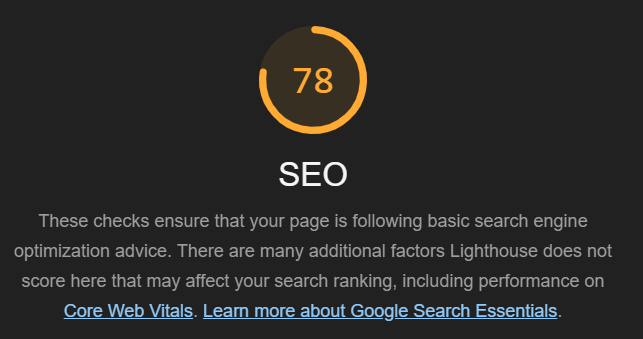 78
SEO
These checks ensure that your page is following basic search engine
optimization advice. There are many additional factors Lighthouse does not
score here that may affect your search ranking, including performance on
Core Web Vitals. Learn more about Google Search Essentials.